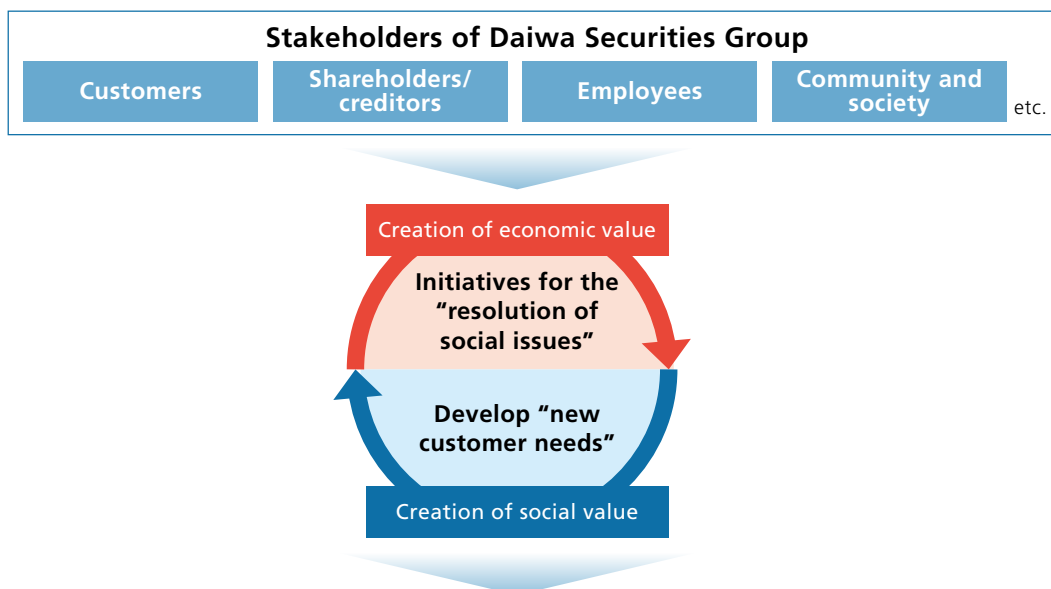 Stakeholders of Daiwa Securities Group
Customers
Shareholders/
creditors
Employees
Community and
society
etc.
Creation of economic value
Initiatives for the
“resolution of
social issues”
Develop “new
customer needs”
Creation of social value